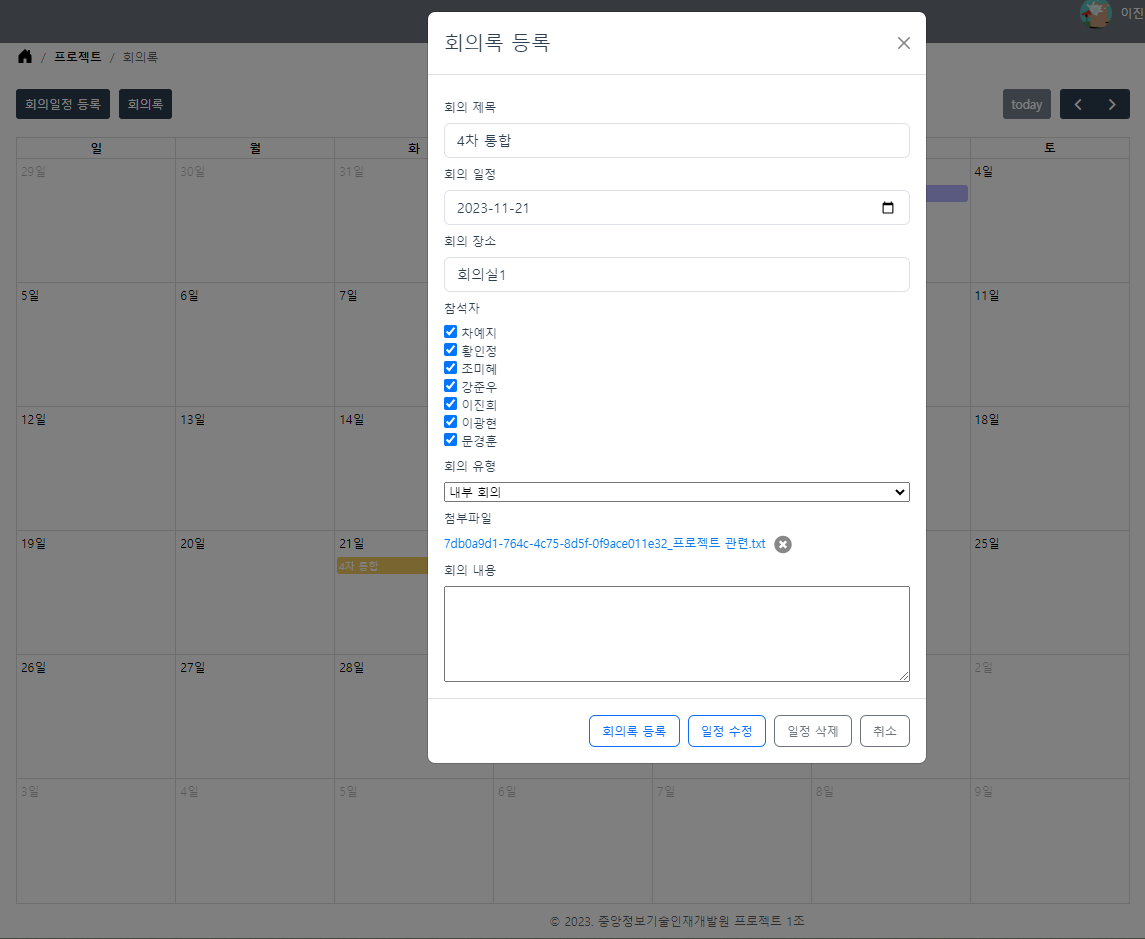 이진
회의록 등록
/ 프로젝트 / 회의록
회의일정 등록 회의록
today
일 월 화 토
29일 30일 31일 4일
5일 6일 7일 11일
12일 13일 14일 18일
19일 20일 21일 25일
4차 통합
26일 27일 28일 2일
3일 4일 5일 6일 7일 8일 9일
회의 제목
4차 통합
회의 일정
2023-11-21
회의 장소
회의실1
참석자
차예지
황인정
조미혜
강준우
이진희
이광현
문경훈
회의 유형
내부 회의
첨부파일
7db0a9d1-764c-4c75-8d5f-0f9ace011e32_프로젝트 관련.txt
회의 내용
회의록 등록 일정 수정 일정 삭제 취소
© 2023. 중앙정보기술인재개발원 프로젝트 1조